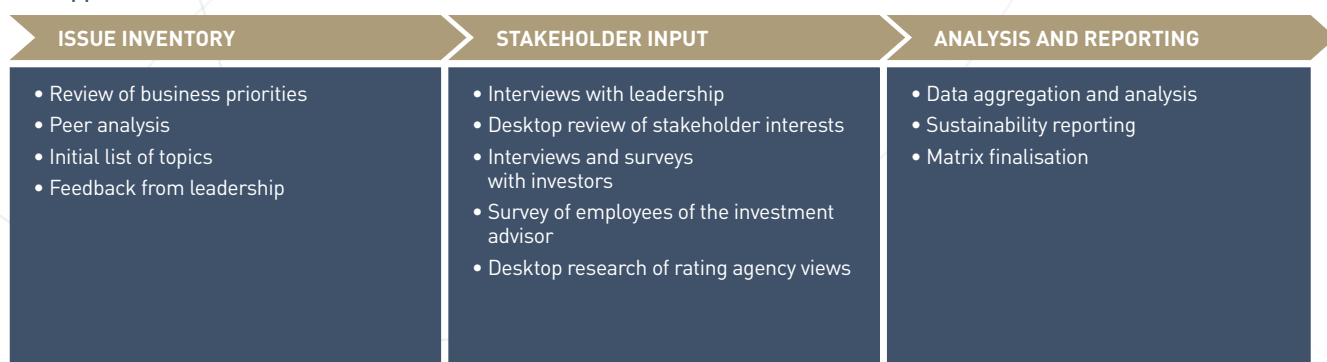 ISSUE INVENTORY
• Review of business priorities
• Peer analysis
• Initial list of topics
• Feedback from leadership
STAKEHOLDER INPUT
• Interviews with leadership
• Desktop review of stakeholder interests
• Interviews and surveys
with investors
• Survey of employees of the investment
advisor
• Desktop research of rating agency views
ANALYSIS AND REPORTING
• Data aggregation and analysis
• Sustainability reporting
• Matrix finalisation